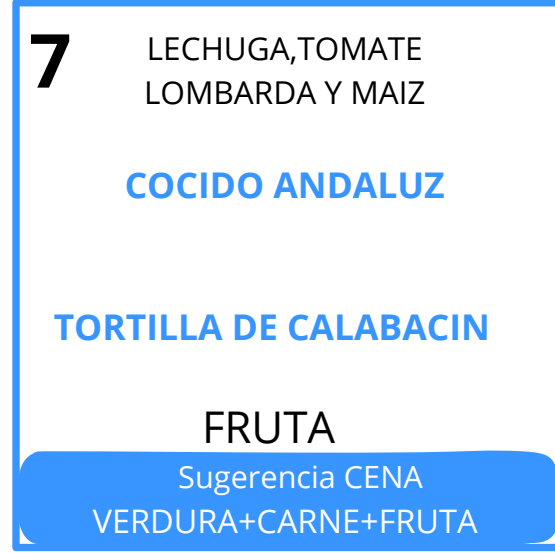 7
LECHUGA,TOMATE
LOMBARDA Y MAIZ
COCIDO ANDALUZ
TORTILLA DE CALABACIN
FRUTA
Sugerencia CENA
VERDURA+CARNE+FRUTA